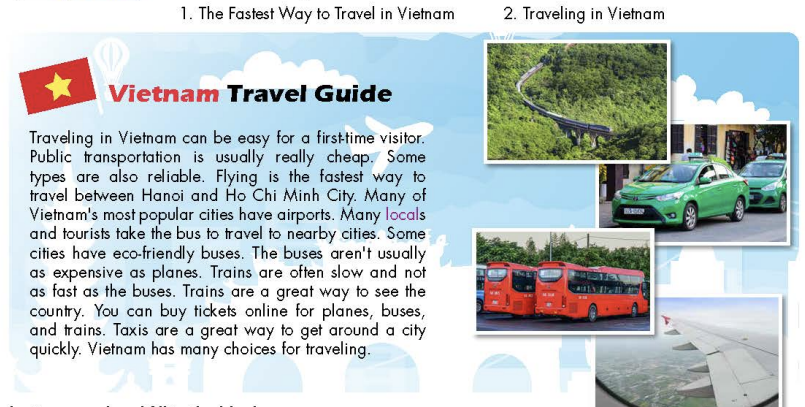 1. The Fastest Way to Travel in Vietnam 2. Traveling in Vietnam
Vietnam Travel Guide
Traveling in Vietnam can be easy for a first-time visitor.
Public transportation is usually really cheap. Some
types are also reliable. Flying is the fastest way to
travel between Hanoi and Ho Chi Minh City. Many of
Vietnam's most popular cities have airports. Many locals
and tourists take the bus to travel to nearby cities. Some
cities have eco-friendly buses. The buses aren't usually
as expensive as planes. Trains are often slow and not
as fast as the buses. Trains are a great way to see the
country. You can buy tickets online for planes, buses,
and trains. Taxis are a great way to get around a city
quickly. Vietnam has many choices for traveling.